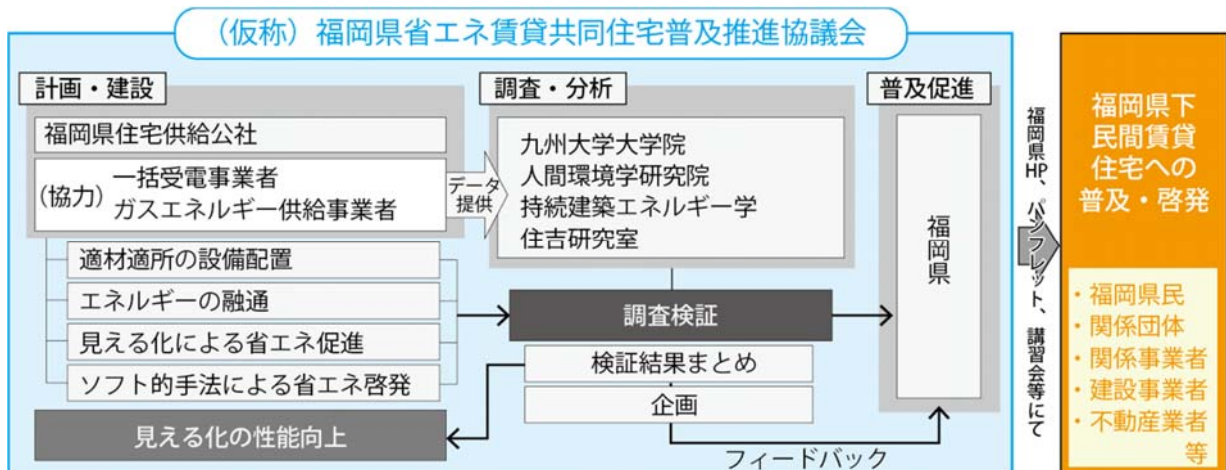 （仮称）福岡県省エネ賃貸共同住宅普及推進協議会
計画・建設
福岡県住宅供給公社
（協力）
一括受電事業者
ガスエネルギー供給事業者
適材適所の設備配置
エネルギーの融通
見える化による省エネ促進
ソフト的手法による省エネ啓発
見える化の性能向上
データ
提供
調査・分析
九州大学大学院
人間環境学研究院
持続建築エネルギー学
住吉研究室
調査検証
検証結果まとめ
企画
フィードバック
普及促進
福岡県
福岡県HP、パンフレット、講習会等にて
福岡県下
民間賃貸
住宅への
普及・啓発
・福岡県民
・関係団体
・関係事業者
・建設事業者
・不動産業者
等